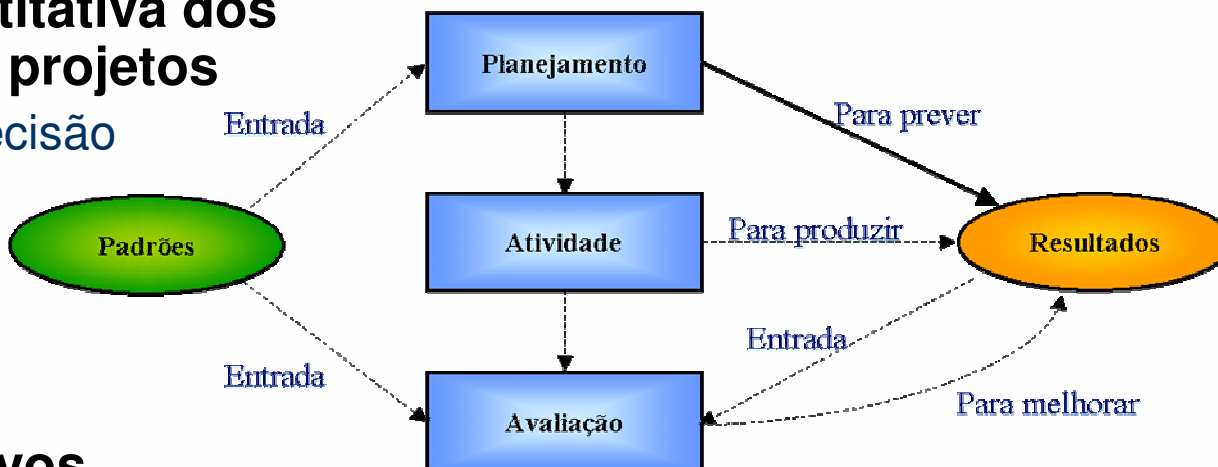 titativa dos
projetos
ecisão
Planejamento
Entrada
Para prever
Padrões
Atividade
Para produzir
Resultados
Entrada
Entrada
Para melhorar
Avaliação
vos